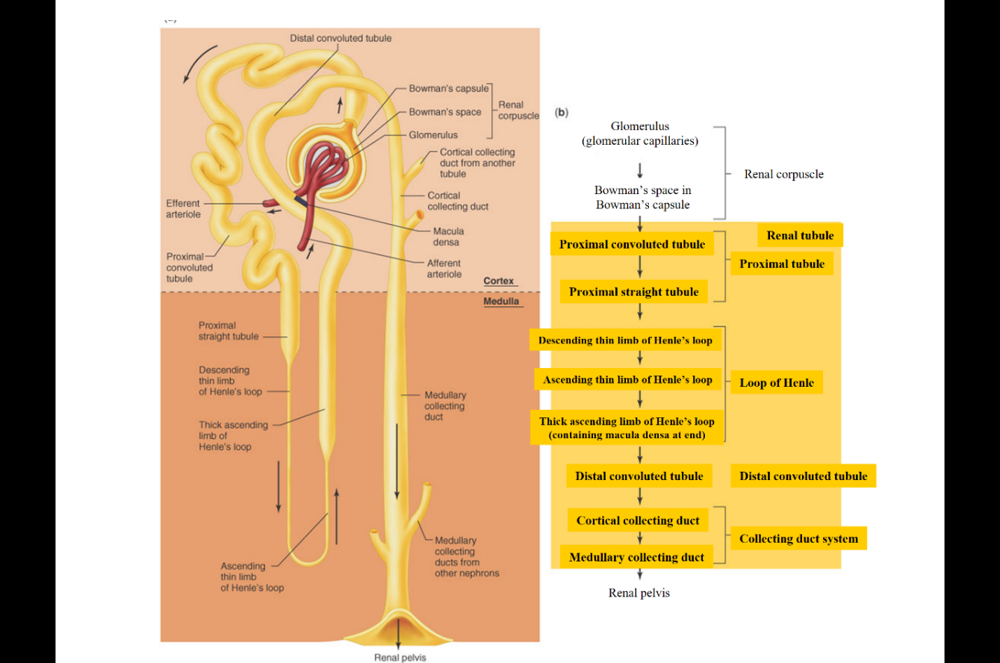 Distal convoluted tubule
Bowman's capsule
Bowman's space
Glomerulus
Renal
corpuscle
Cortical collecting
duct from another
tubule
Cortical
collecting duct
Efferent
arteriole
Macula
densa
Proximal
convoluted
tubule
Afferent
arteriole
Cortex
Medulla
Proximal
straight tubule
Descending
thin limb
of Henle's loop
Medullary
collecting
duct
Thick ascending
limb of
Henle's loop
Medullary
collecting
ducts from
other nephrons
Ascending
thin limb
of Henle's loop
Renal pelvis
(b)
Glomerulus
(glomerular capillaries)
Renal corpuscle
Bowman's space in
Bowman's capsule
Renal tubule
Proximal convoluted tubule
Proximal tubule
Proximal straight tubule
Descending thin limb of Henle's loop
Ascending thin limb of Henle's loop
Loop of Henle
Thick ascending limb of Henle's loop
(containing macula densa at end)
Distal convoluted tubule
Distal convoluted tubule
Cortical collecting duct
Collecting duct system
Medullary collecting duct
Renal pelvis